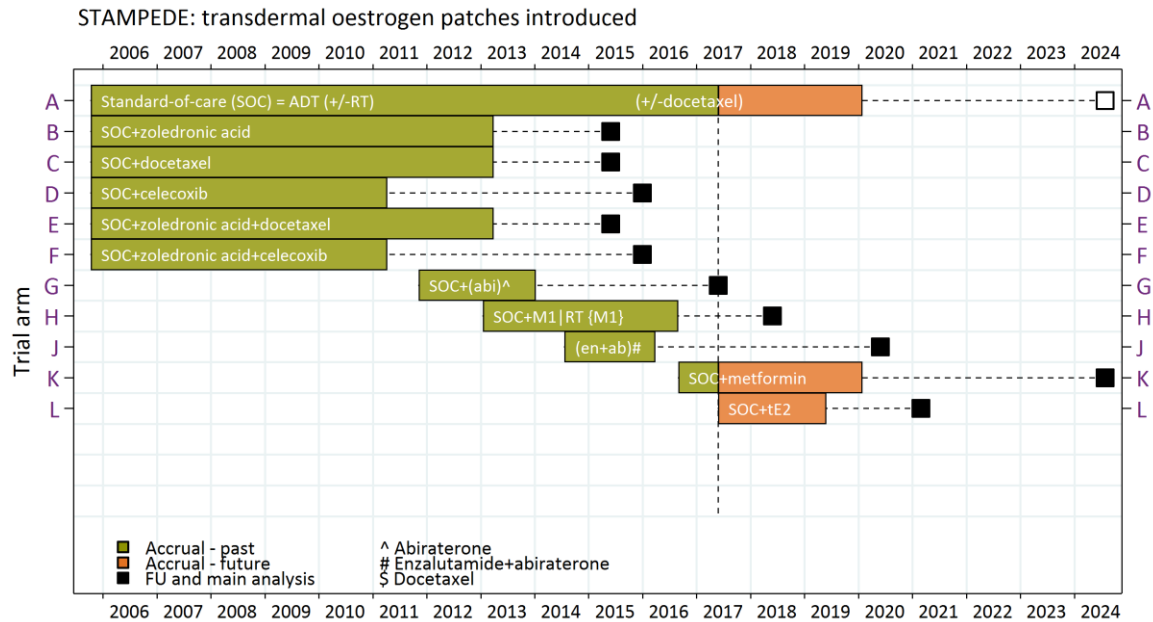 STAMPEDE: transdermal oestrogen patches introduced
2006 2007 2008 2009 2010 2011 2012 2013 2014 2015 2016 2017 2018 2019 2020 2021 2022 2023 2024
A Standard-of-care (SOC) = ADT (+/-RT) (+/-docetaxel) A
B SOC+zoledronic acid B
C SOC+docetaxel C
D SOC+celecoxib D
E SOC+zoledronic acid+docetaxel E
F SOC+zoledronic acid+celecoxib F
G SOC+(abi)^ G
H SOC+M1|RT {M1} H
J (en+ab)# J
K SOC+metformin K
L SOC+tE2 L
Trial arm
Accrual - past ^ Abiraterone
Accrual - future # Enzalutamide+abiraterone
FU and main analysis $ Docetaxel
2006 2007 2008 2009 2010 2011 2012 2013 2014 2015 2016 2017 2018 2019 2020 2021 2022 2023 2024